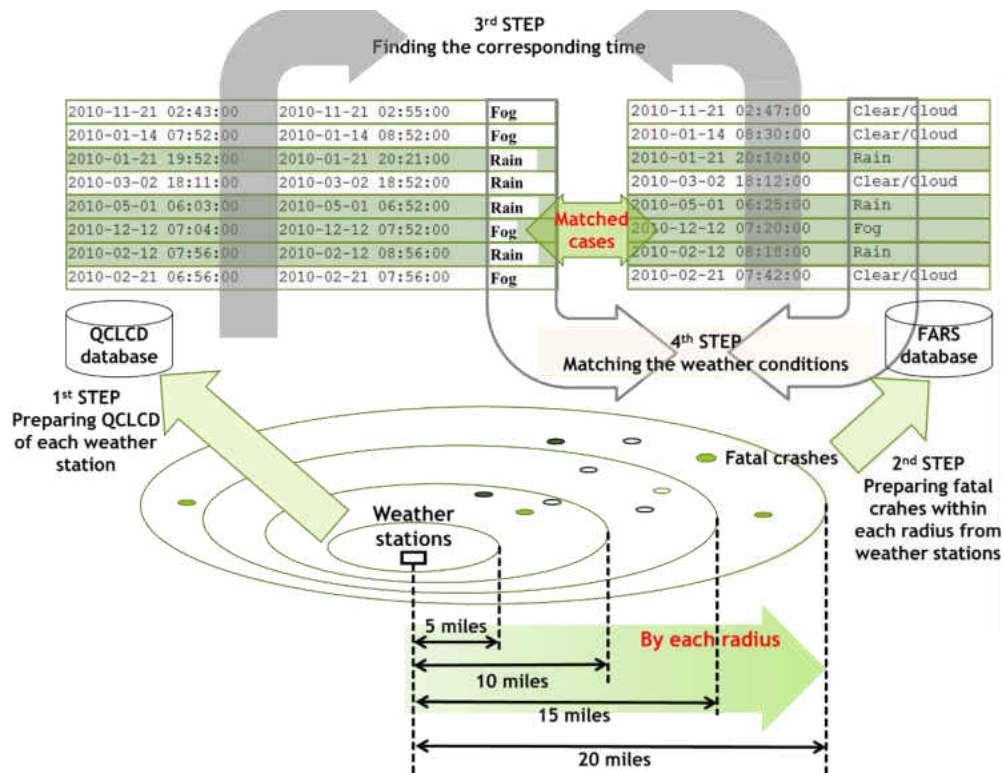 3rd STEP
Finding the corresponding time
2010-11-21 02:43:00 2010-11-21 02:55:00 Fog
2010-01-14 07:52:00 2010-01-14 08:52:00 Fog
2010-01-21 19:52:00 2010-01-21 20:21:00 Rain
2010-03-02 18:11:00 2010-03-02 18:52:00 Rain
2010-05-01 06:03:00 2010-05-01 06:52:00 Rain
2010-12-12 07:04:00 2010-12-12 07:52:00 Fog
2010-02-12 07:56:00 2010-02-12 08:56:00 Rain
2010-02-21 06:56:00 2010-02-21 07:56:00 Fog
2010-11-21 02:47:00 Clear/Cloud
2010-01-14 08:30:00 Clear/Cloud
2010-01-21 20:10:00 Rain
2010-03-02 18:12:00 Clear/Cloud
2010-05-01 06:25:00 Rain
2010-12-12 07:20:00 Fog
2010-02-12 08:18:00 Rain
2010-02-21 07:42:00 Clear/Cloud
Matched
cases
QCLCD
database
4th STEP
Matching the weather conditions
FARS
database
1st STEP
Preparing QCLCD
of each weather
station
Fatal crashes
2nd STEP
Preparing fatal
crahes within
each radius from
weather stations
Weather
stations
5 miles
By each radius
10 miles
15 miles
20 miles